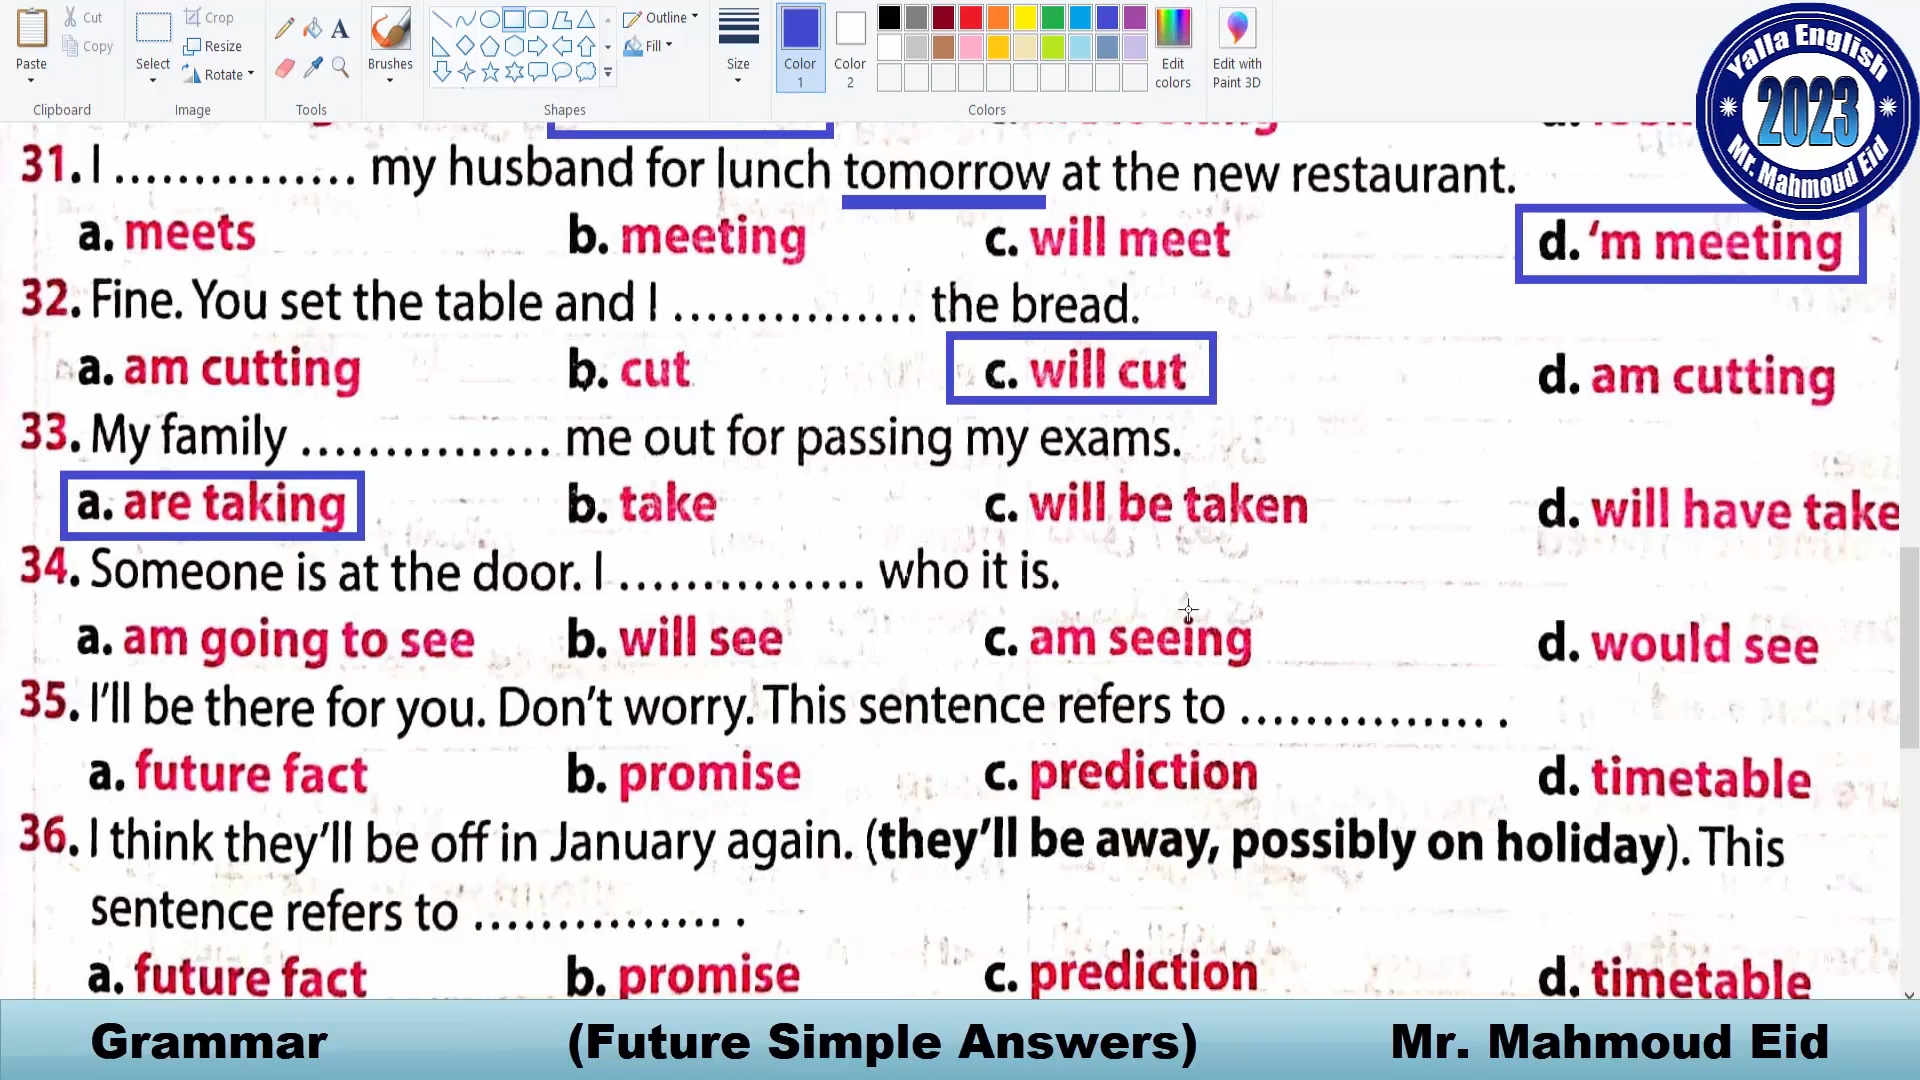 Paste
Cut
Copy
Clipboard
Select
Crop
Resize
Rotate
Image
A
Tools
Brushes
Shapes
Outline
Fill
Size
Color 1
Color 2
Colors
Edit colors
Edit with Paint 3D
Yalla English
2023
Mr. Mahmoud Eid
31. I ............... my husband for lunch tomorrow at the new restaurant.
a. meets b. meeting c. will meet d. ‘m meeting
32. Fine. You set the table and I ............... the bread.
a. am cutting b. cut c. will cut d. am cutting
33. My family ............... me out for passing my exams.
a. are taking b. take c. will be taken d. will have take
34. Someone is at the door. I ............... who it is.
a. am going to see b. will see c. am seeing d. would see
35. I’ll be there for you. Don’t worry. This sentence refers to ............... .
a. future fact b. promise c. prediction d. timetable
36. I think they’ll be off in January again. (they’ll be away, possibly on holiday). This
sentence refers to ............... .
a. future fact b. promise c. prediction d. timetable
Grammar (Future Simple Answers) Mr. Mahmoud Eid